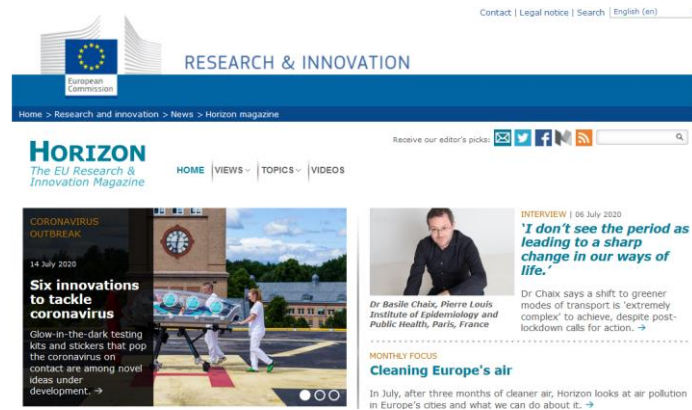 Contact | Legal notice | Search English (en)
European
Commission
RESEARCH & INNOVATION
Home > Research and innovation > News > Horizon magazine
Receive our editor's picks:
HORIZON
The EU Research &
Innovation Magazine
HOME VIEWS TOPICS VIDEOS
CORONAVIRUS
OUTBREAK
14 July 2020
Six innovations
to tackle
coronavirus
Glow-in-the-dark testing
kits and stickers that pop
the coronavirus on
contact are among novel
ideas under
development. →
Dr Basile Chaix, Pierre Louis
Institute of Epidemiology and
Public Health, Paris, France
INTERVIEW | 06 July 2020
‘I don’t see the period as
leading to a sharp
change in our ways of
life.’
Dr Chaix says a shift to greener
modes of transport is 'extremely
complex' to achieve, despite post-
lockdown calls for action. →
MONTHLY FOCUS
Cleaning Europe's air
In July, after three months of cleaner air, Horizon looks at air pollution
in Europe's cities and what we can do about it. →